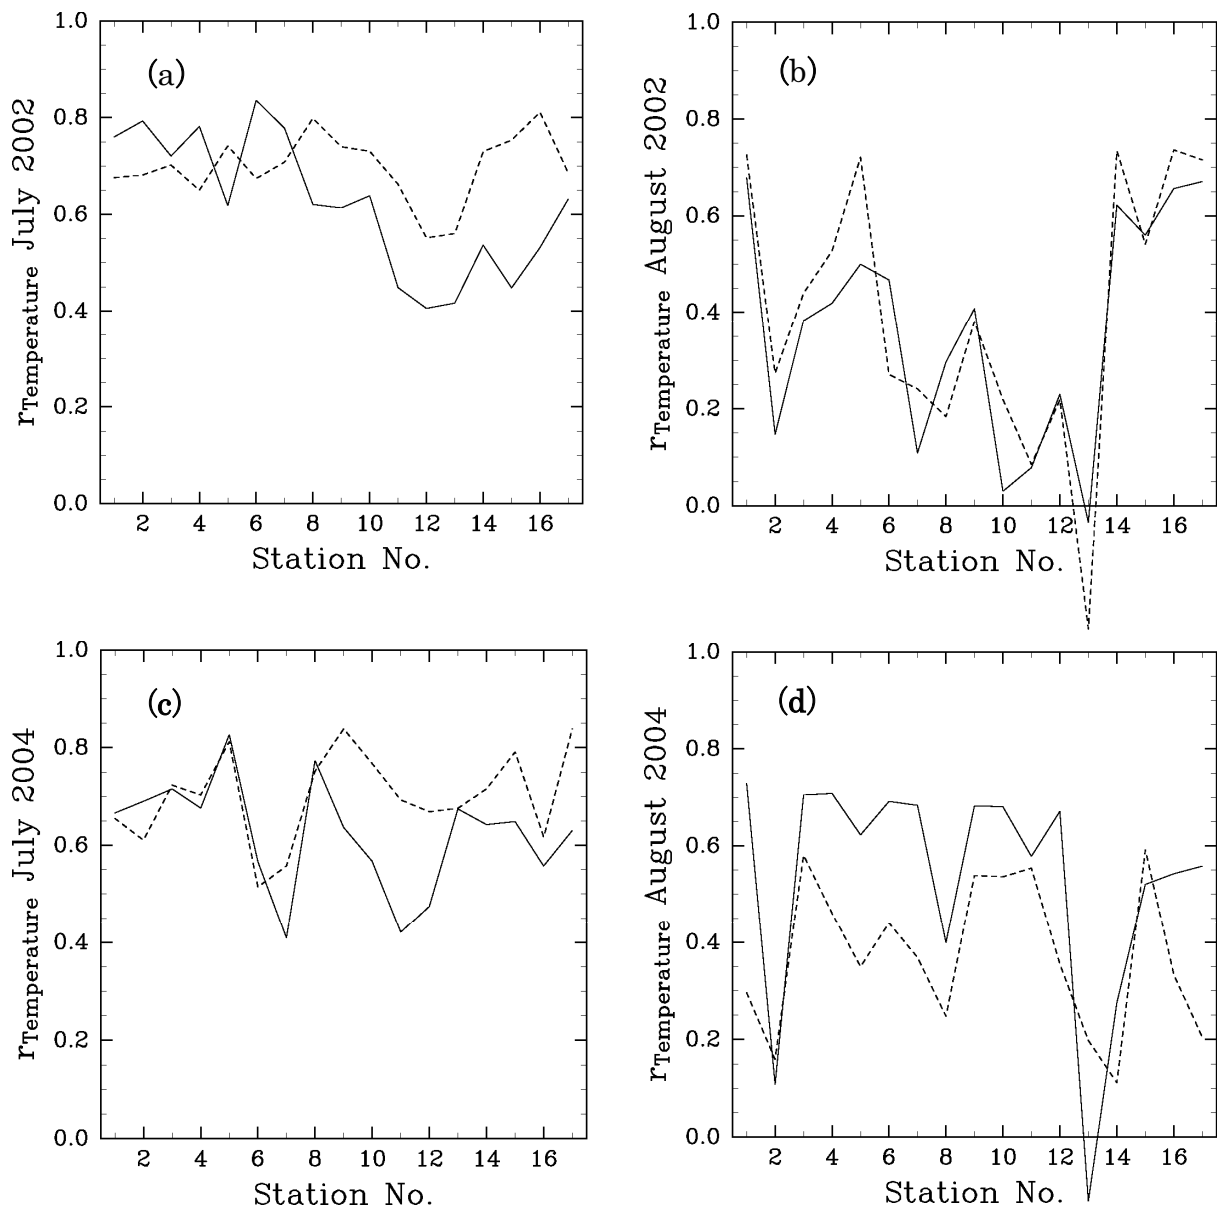 (a)
rTemperature July 2002
1.0
0.8
0.6
0.4
0.2
0.0
2 4 6 8 10 12 14 16
Station No.
(b)
rTemperature August 2002
1.0
0.8
0.6
0.4
0.2
0.0
2 4 6 8 10 12 14 16
Station No.
(c)
rTemperature July 2004
1.0
0.8
0.6
0.4
0.2
0.0
2 4 6 8 10 12 14 16
Station No.
(d)
rTemperature August 2004
1.0
0.8
0.6
0.4
0.2
0.0
2 4 6 8 10 12 14 16
Station No.